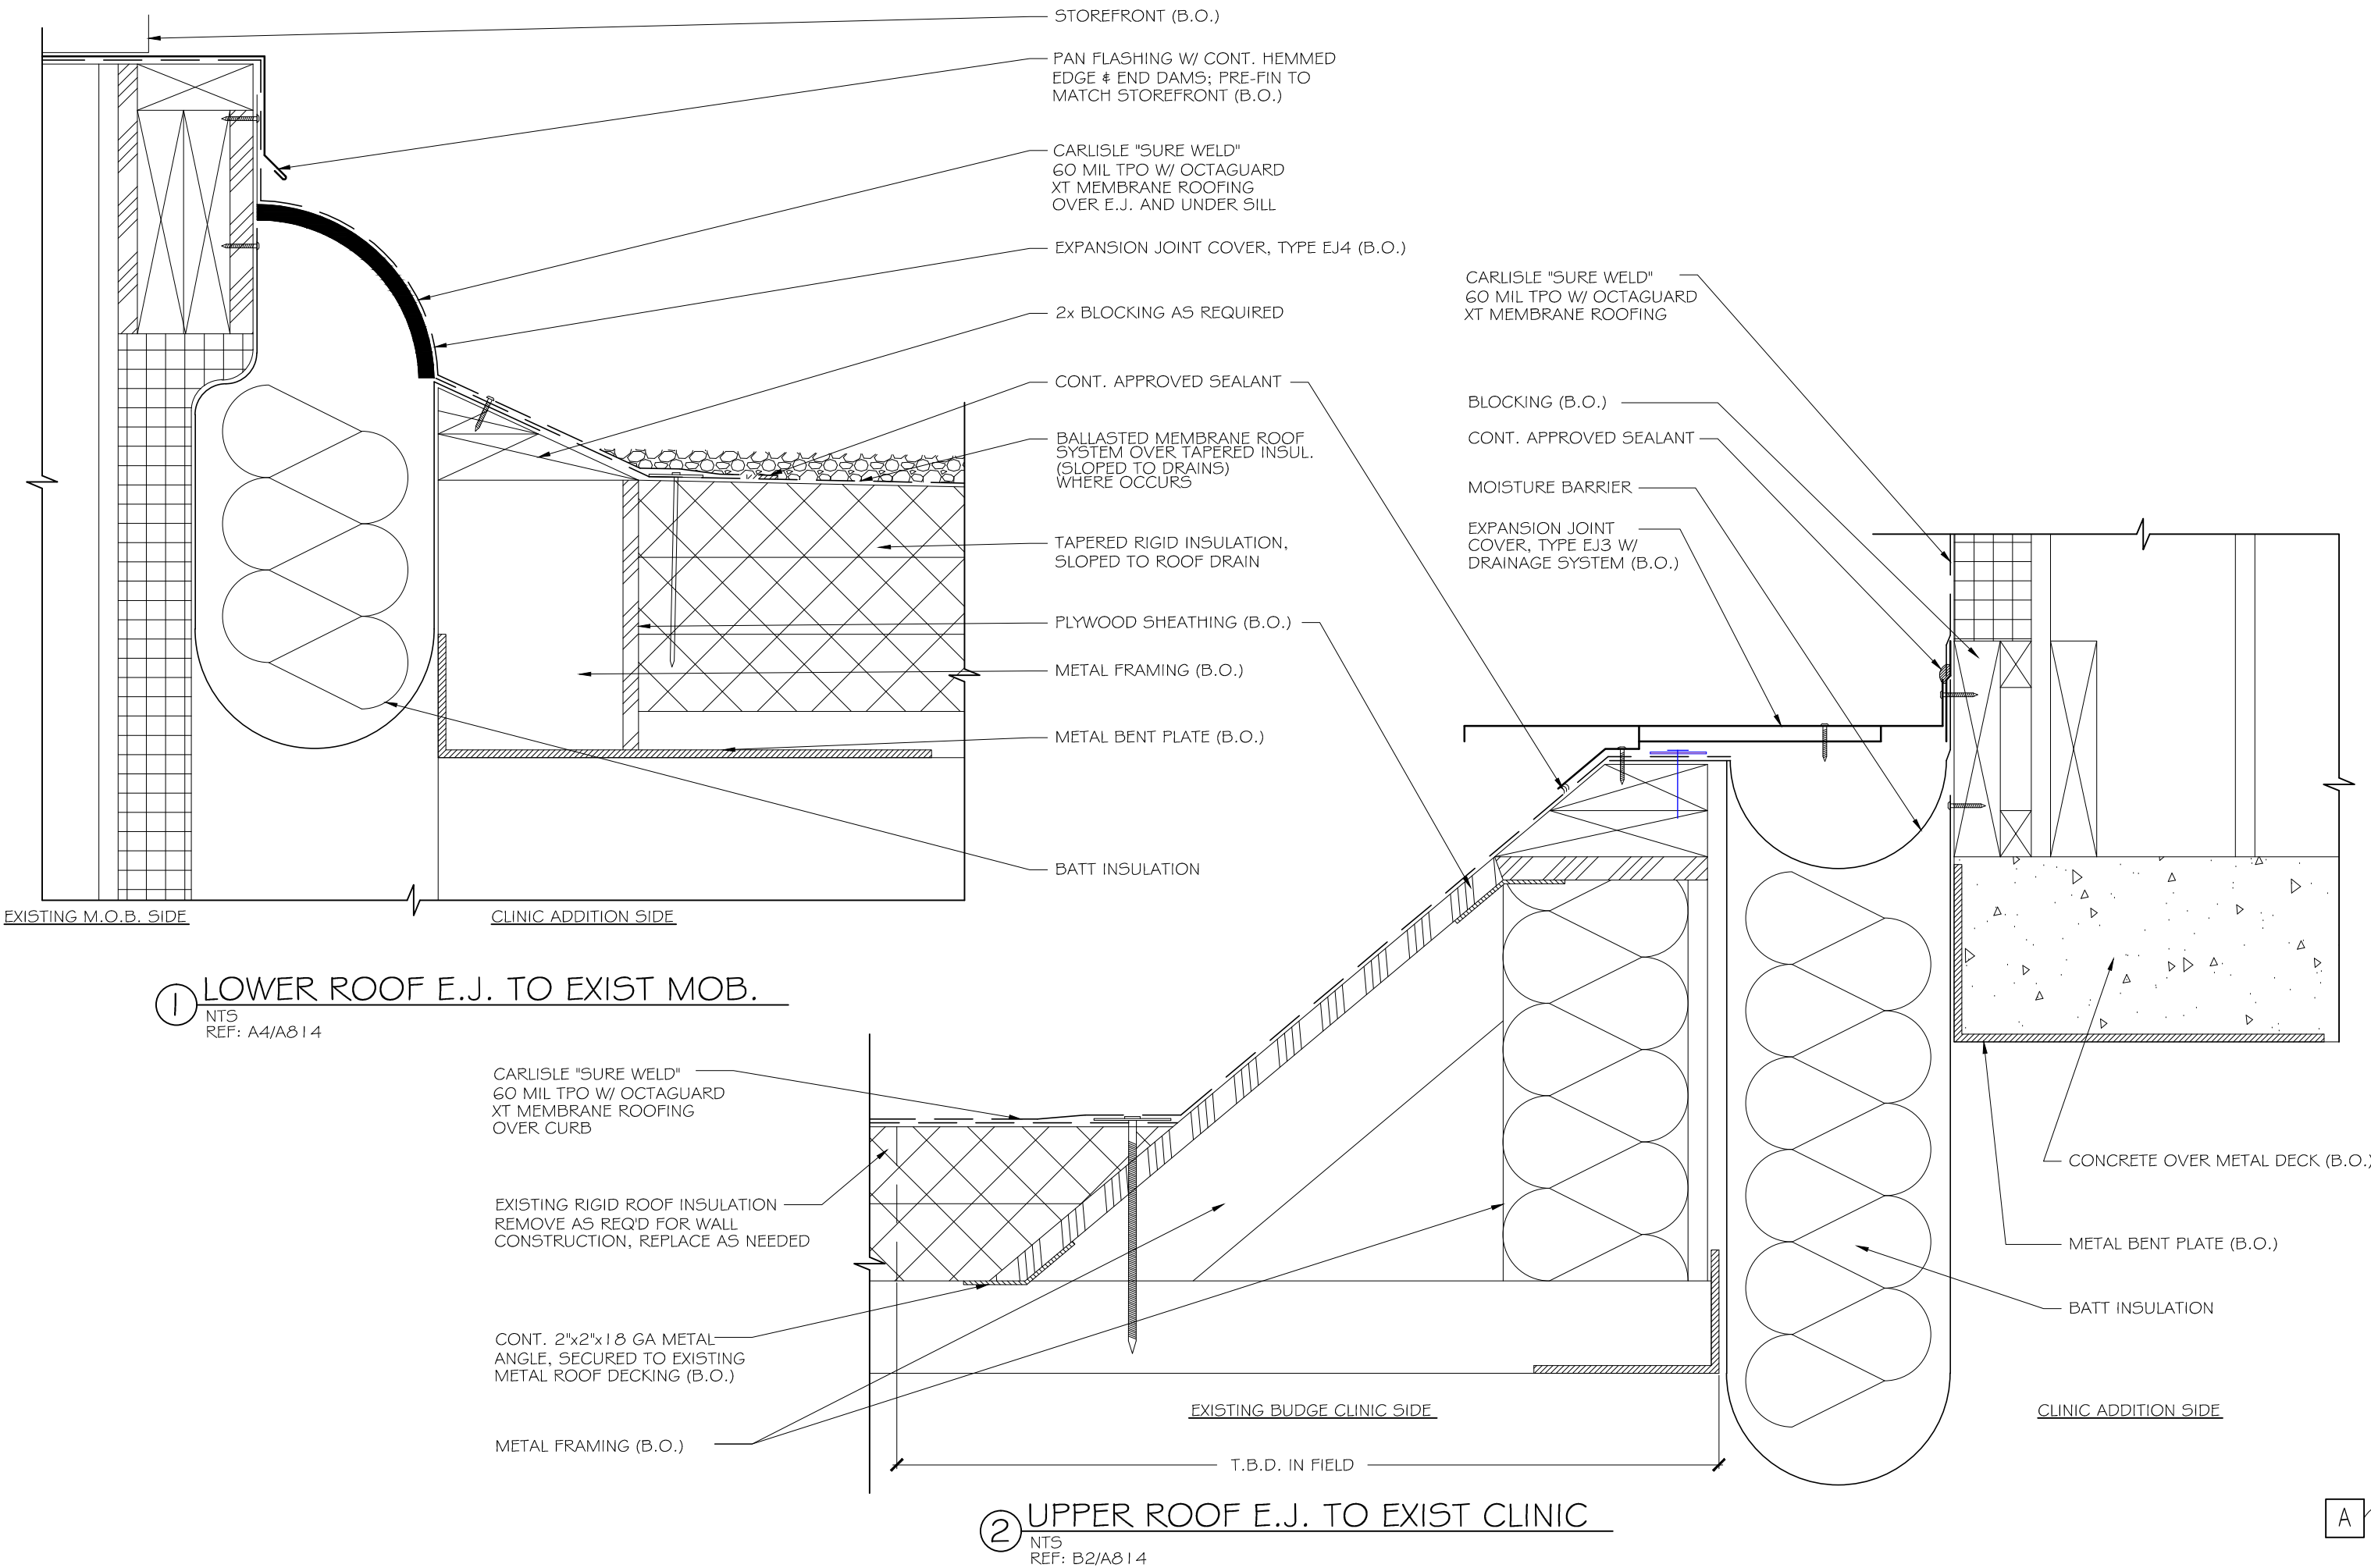 STOREFRONT (B.O.)
PAN FLASHING W/ CONT. HEMMED
EDGE & END DAMS; PRE-FIN TO
MATCH STOREFRONT (B.O.)
CARLISLE "SURE WELD"
60 MIL TPO W/ OCTAGUARD
XT MEMBRANE ROOFING
OVER E.J. AND UNDER SILL
EXPANSION JOINT COVER, TYPE EJ4 (B.O.)
2x BLOCKING AS REQUIRED
CONT. APPROVED SEALANT
BALLASTED MEMBRANE ROOF
SYSTEM OVER TAPERED INSUL.
(SLOPED TO DRAINS)
WHERE OCCURS
TAPERED RIGID INSULATION,
SLOPED TO ROOF DRAIN
PLYWOOD SHEATHING (B.O.)
METAL FRAMING (B.O.)
METAL BENT PLATE (B.O.)
BATT INSULATION
EXISTING M.O.B. SIDE
CLINIC ADDITION SIDE
1 LOWER ROOF E.J. TO EXIST MOB.
NTS
REF: A4/A814
CARLISLE "SURE WELD"
60 MIL TPO W/ OCTAGUARD
XT MEMBRANE ROOFING
BLOCKING (B.O.)
CONT. APPROVED SEALANT
MOISTURE BARRIER
EXPANSION JOINT
COVER, TYPE EJ3 W/
DRAINAGE SYSTEM (B.O.)
CARLISLE "SURE WELD"
60 MIL TPO W/ OCTAGUARD
XT MEMBRANE ROOFING
OVER CURB
EXISTING RIGID ROOF INSULATION
REMOVE AS REQ'D FOR WALL
CONSTRUCTION, REPLACE AS NEEDED
CONT. 2"x2"x18 GA METAL
ANGLE, SECURED TO EXISTING
METAL ROOF DECKING (B.O.)
METAL FRAMING (B.O.)
CONCRETE OVER METAL DECK (B.O.)
METAL BENT PLATE (B.O.)
BATT INSULATION
EXISTING BUDGE CLINIC SIDE
CLINIC ADDITION SIDE
T.B.D. IN FIELD
2 UPPER ROOF E.J. TO EXIST CLINIC
NTS
REF: B2/A814
A